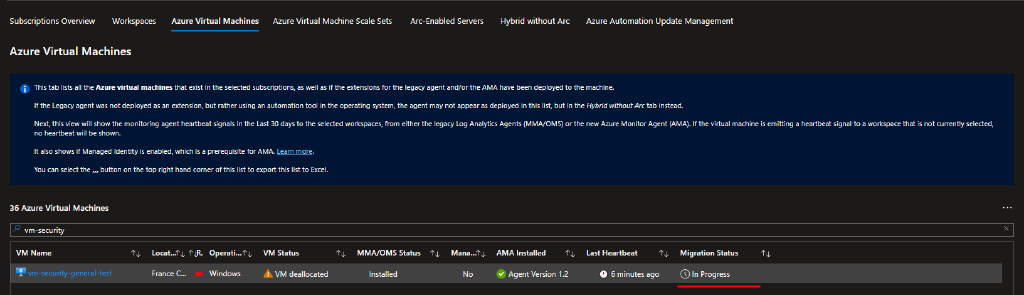 Subscriptions Overview Workspaces Azure Virtual Machines Azure Virtual Machine Scale Sets Arc-Enabled Servers Hybrid without Arc Azure Automation Update Management
Azure Virtual Machines
This tab lists all the Azure virtual machines that exist in the selected subscriptions, as well as if the extensions for the legacy agent and/or the AMA have been deployed to the machine.
If the Legacy agent was not deployed as an extension, but rather using an automation tool in the operating system, the agent may not appear as deployed in this list, but in the Hybrid without Arc tab instead.
Next, this view will show the monitoring agent heartbeat signals in the Last 30 days to the selected workspaces, from either the legacy Log Analytics Agents (MMA/OMS) or the new Azure Monitor Agent (AMA). If the virtual machine is emitting a heartbeat signal to a workspace that is not currently selected,
no heartbeat will be shown.
It also shows if Managed Identity is enabled, which is a prerequisite for AMA. Learn more.
You can select the ... button on the top right hand corner of this list to export this list to Excel.
36 Azure Virtual Machines ...
vm-security
VM Name ↑↓ Locat...↑↓ ↑↓ Operati...↑↓ VM Status ↑↓ MMA/OMS Status ↑↓ Mana...↑↓ AMA Installed ↑↓ Last Heartbeat ↑↓ Migration Status ↑↓
vm-security-general-test France C... Windows VM deallocated Installed No Agent Version 1.2 6 minutes ago In Progress